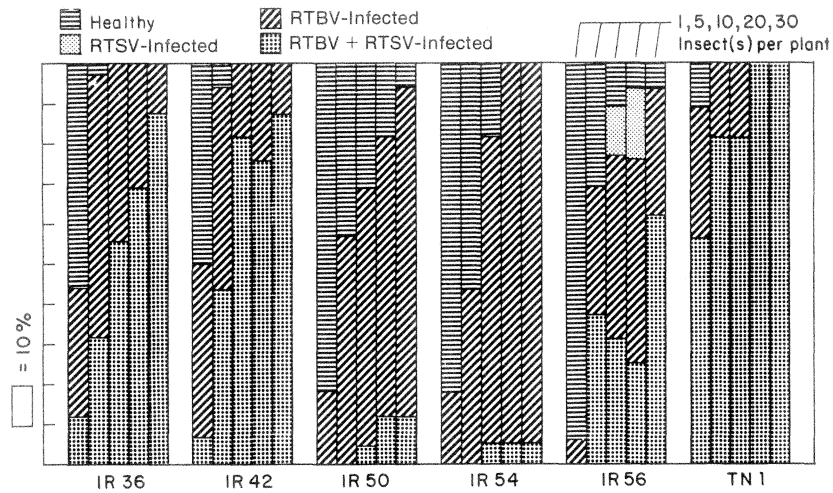 Healthy
RTSV-Infected
RTBV-Infected
RTBV + RTSV-Infected
1, 5, 10, 20, 30
Insect(s) per plant
= 10%
IR 36 IR 42 IR 50 IR 54 IR 56 TN 1